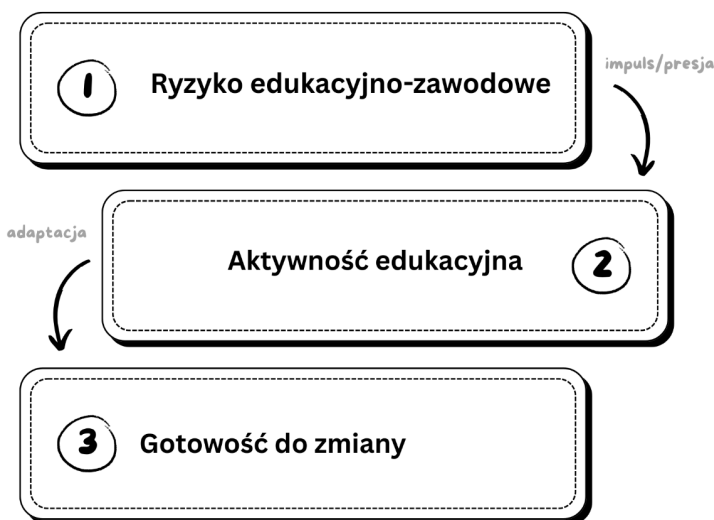 1
Ryzyko edukacyjno-zawodowe
impuls/presja
adaptacja
Aktywność edukacyjna
2
3
Gotowość do zmiany